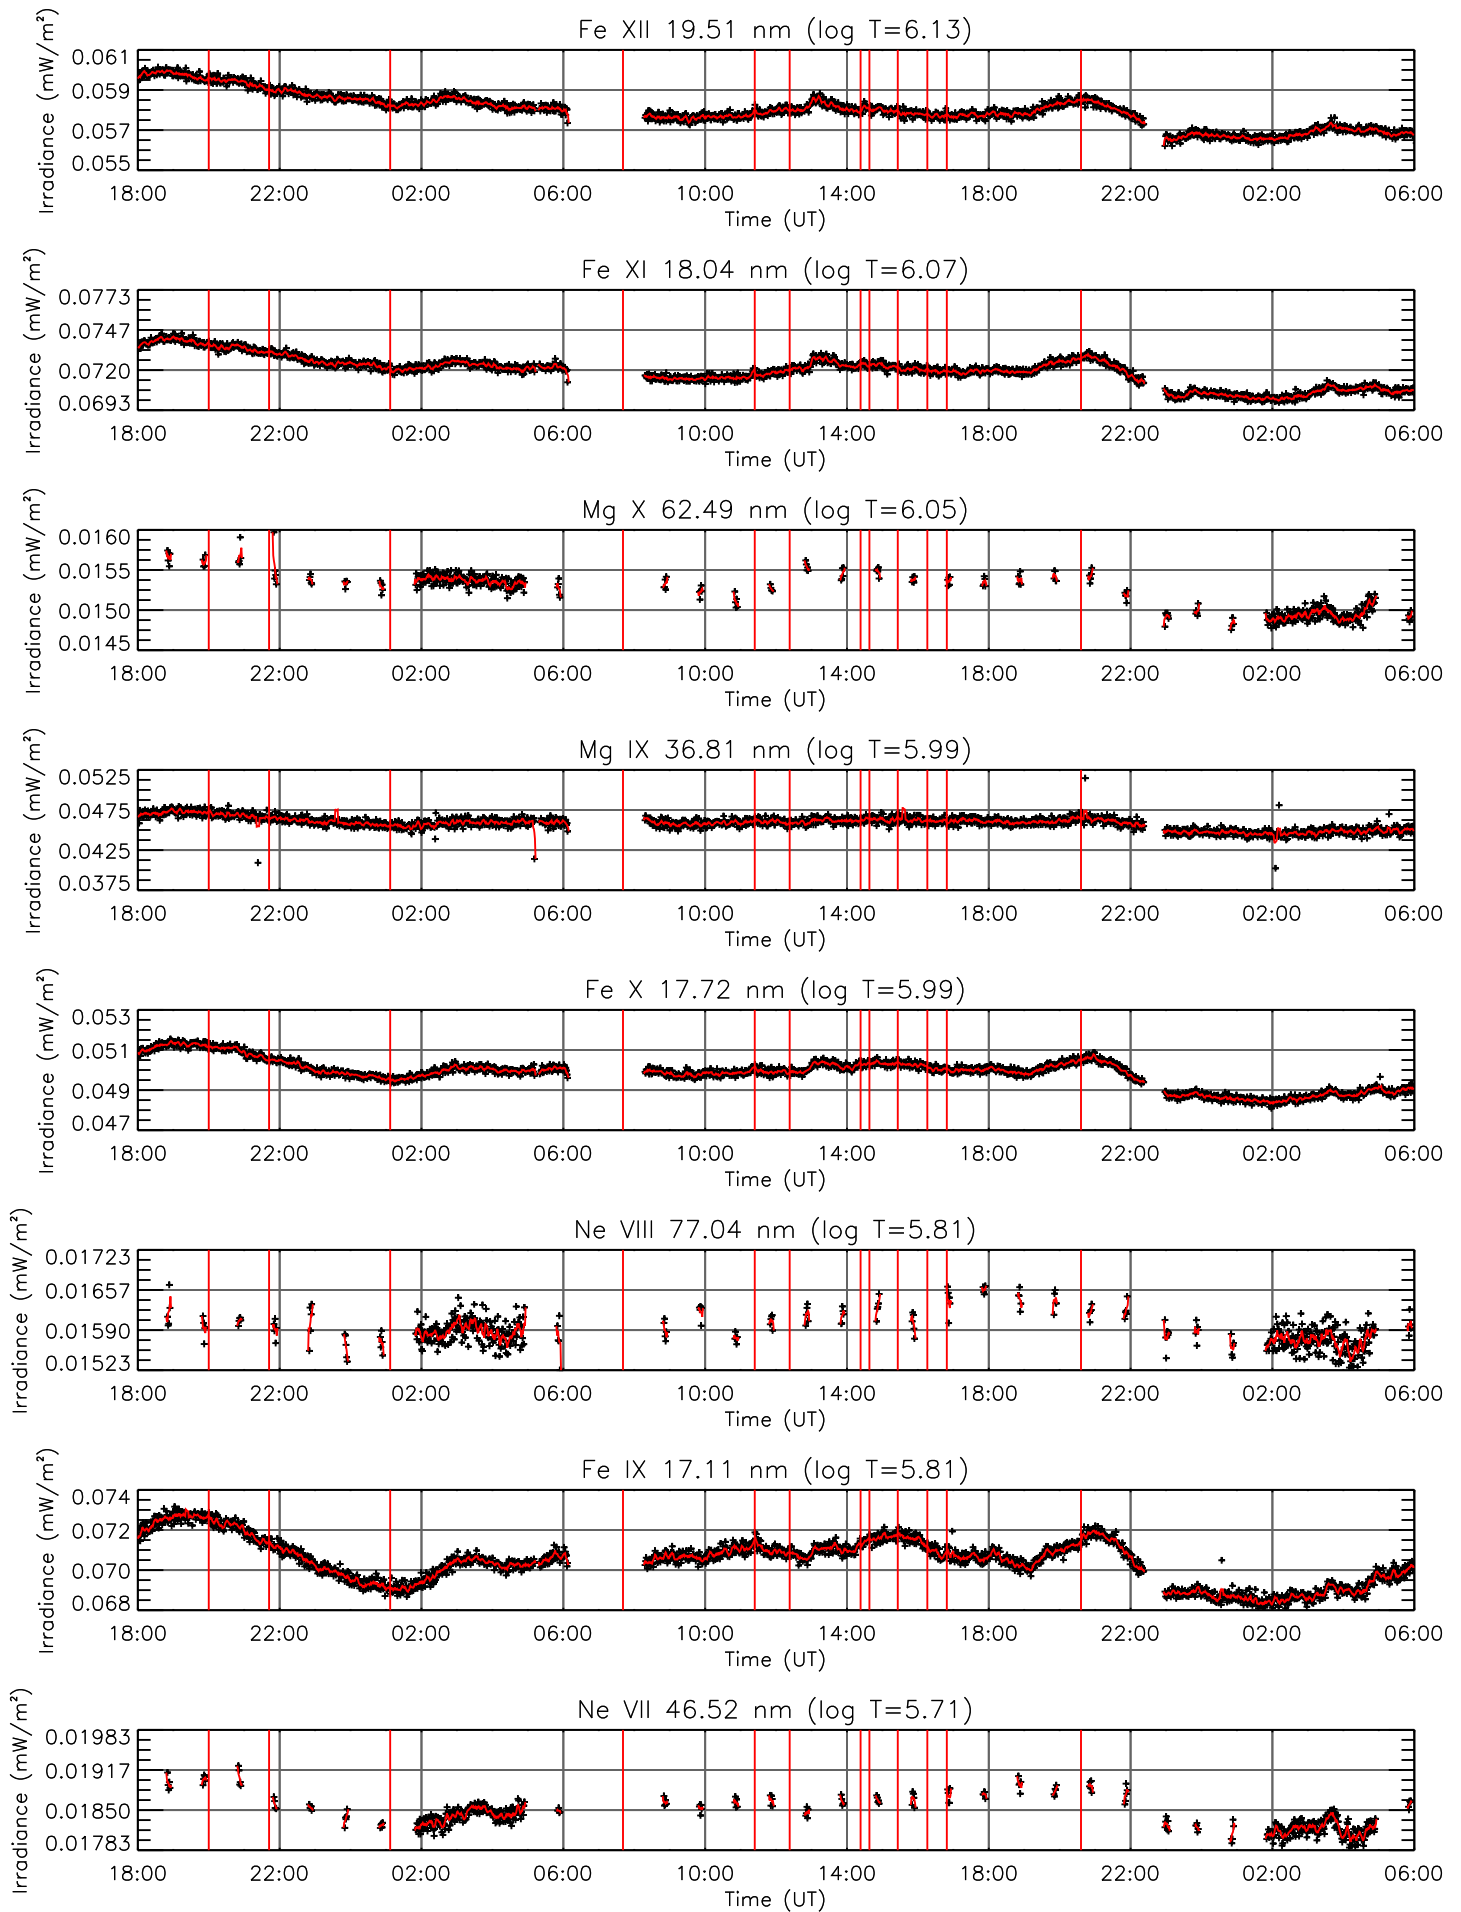 Fe XII 19.51 nm (log T=6.13)
Irradiance (mW/m²)
0.061
0.059
0.057
0.055
18:00 22:00 02:00 06:00 10:00 14:00 18:00 22:00 02:00 06:00
Time (UT)
Fe XI 18.04 nm (log T=6.07)
Irradiance (mW/m²)
0.0773
0.0747
0.0720
0.0693
18:00 22:00 02:00 06:00 10:00 14:00 18:00 22:00 02:00 06:00
Time (UT)
Mg X 62.49 nm (log T=6.05)
Irradiance (mW/m²)
0.0160
0.0155
0.0150
0.0145
18:00 22:00 02:00 06:00 10:00 14:00 18:00 22:00 02:00 06:00
Time (UT)
Mg IX 36.81 nm (log T=5.99)
Irradiance (mW/m²)
0.0525
0.0475
0.0425
0.0375
18:00 22:00 02:00 06:00 10:00 14:00 18:00 22:00 02:00 06:00
Time (UT)
Fe X 17.72 nm (log T=5.99)
Irradiance (mW/m²)
0.053
0.051
0.049
0.047
18:00 22:00 02:00 06:00 10:00 14:00 18:00 22:00 02:00 06:00
Time (UT)
Ne VIII 77.04 nm (log T=5.81)
Irradiance (mW/m²)
0.01723
0.01657
0.01590
0.01523
18:00 22:00 02:00 06:00 10:00 14:00 18:00 22:00 02:00 06:00
Time (UT)
Fe IX 17.11 nm (log T=5.81)
Irradiance (mW/m²)
0.074
0.072
0.070
0.068
18:00 22:00 02:00 06:00 10:00 14:00 18:00 22:00 02:00 06:00
Time (UT)
Ne VII 46.52 nm (log T=5.71)
Irradiance (mW/m²)
0.01983
0.01917
0.01850
0.01783
18:00 22:00 02:00 06:00 10:00 14:00 18:00 22:00 02:00 06:00
Time (UT)